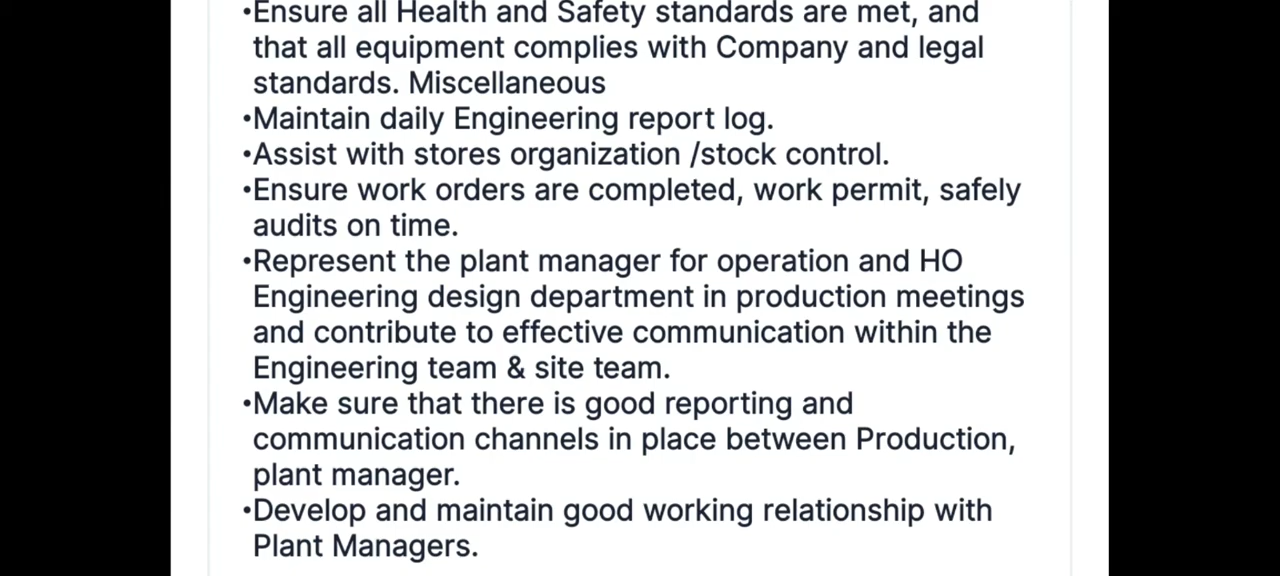 •Ensure all Health and Safety standards are met, and
that all equipment complies with Company and legal
standards. Miscellaneous
•Maintain daily Engineering report log.
•Assist with stores organization /stock control.
•Ensure work orders are completed, work permit, safely
audits on time.
•Represent the plant manager for operation and HO
Engineering design department in production meetings
and contribute to effective communication within the
Engineering team & site team.
•Make sure that there is good reporting and
communication channels in place between Production,
plant manager.
•Develop and maintain good working relationship with
Plant Managers.